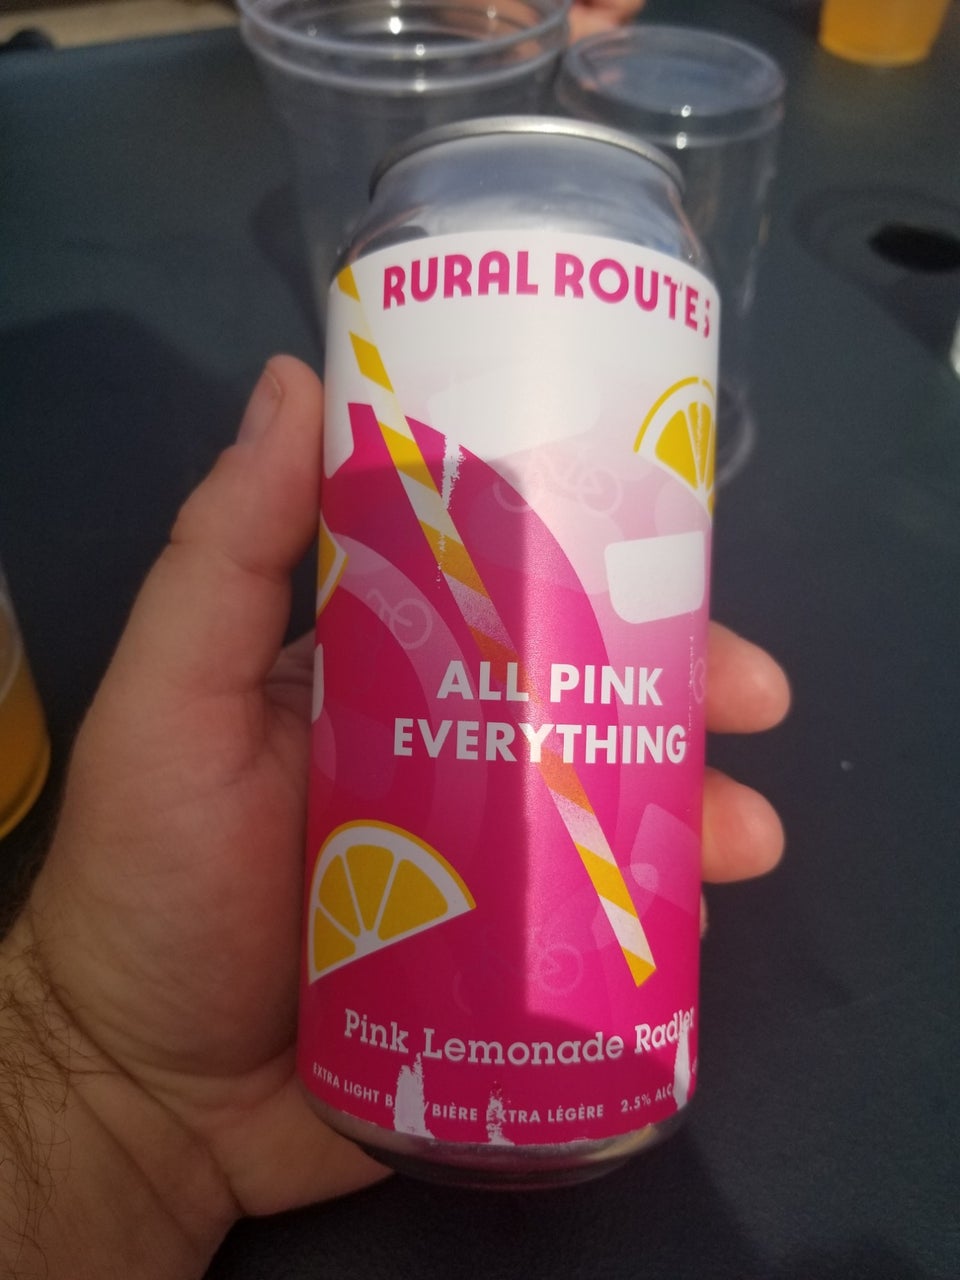 RURAL ROUTE
ALL PINK
EVERYTHING
Pink Lemonade Radler
EXTRA LIGHT /BIÈRE EXTRA LÉGÈRE 2.5% ALC